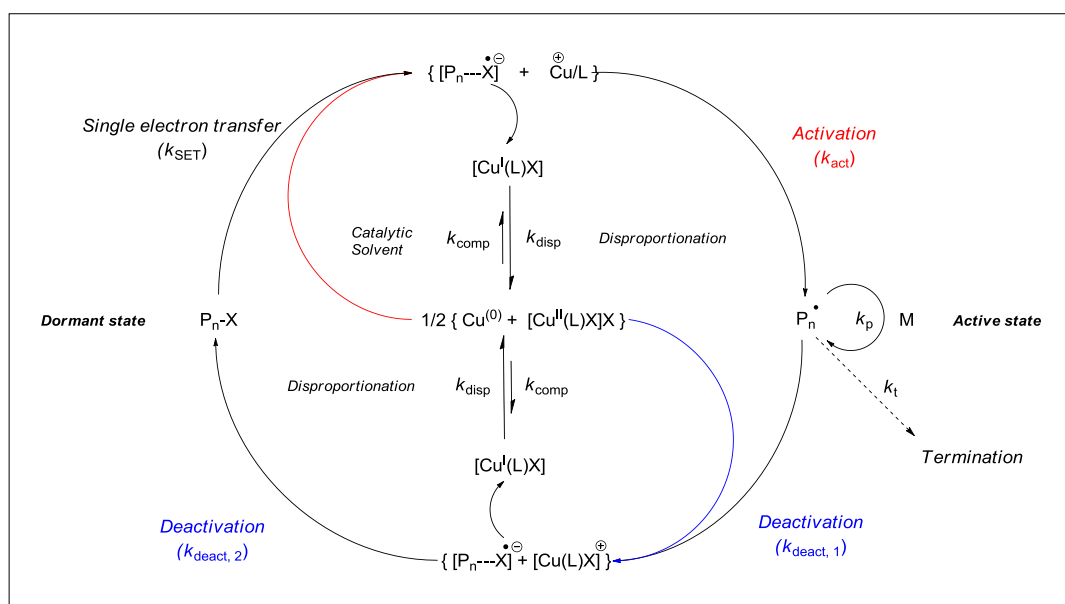 { [Pn---X]•⊖ + ⊕Cu/L }
Single electron transfer
(kSET)
Activation
(kact)
[CuI(L)X]
Catalytic
Solvent
kcomp
kdisp
Disproportionation
Dormant state
Pn-X
1/2 { Cu(0) + [CuII(L)X]X }
Pn•
kp
M
Active state
Disproportionation
kdisp
kcomp
kt
[CuI(L)X]
Termination
Deactivation
(kdeact, 2)
Deactivation
(kdeact, 1)
{ [Pn---X]•⊖ + [Cu(L)X]⊕ }